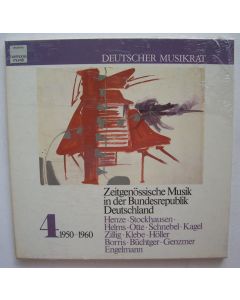 DEUTSCHER MUSIKRAT
Zeitgenössische Musik
in der Bundesrepublik
Deutschland
4 1950-1960
Henze · Stockhausen ·
Helms · Otte · Schnebel · Kagel
Zillig · Klebe · Höller
Borris · Büchtger · Genzmer
Engelmann